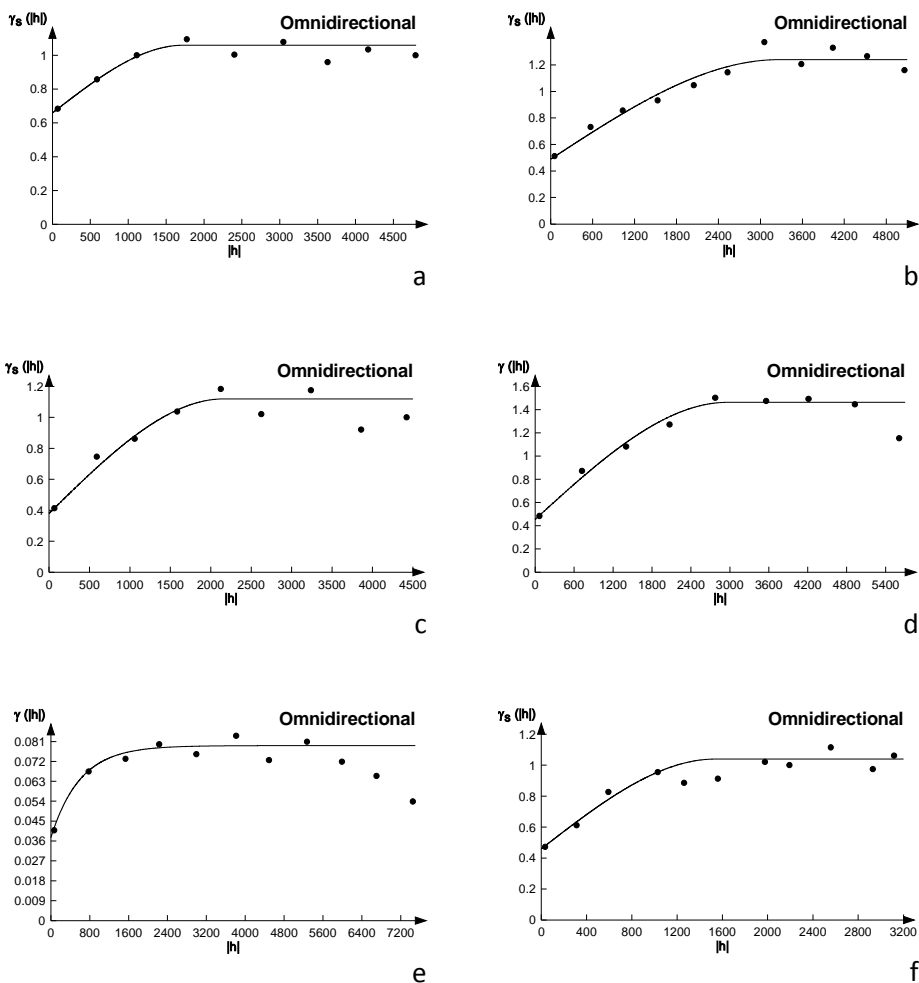 γs (|h|)
Omnidirectional
1
0.8
0.6
0.4
0.2
0
0 500 1000 1500 2000 2500 3000 3500 4000 4500
|h|
a
γs (|h|)
Omnidirectional
1.2
1
0.8
0.6
0.4
0.2
0
0 600 1200 1800 2400 3000 3600 4200 4800
|h|
b
γs (|h|)
Omnidirectional
1.2
1
0.8
0.6
0.4
0.2
0
0 500 1000 1500 2000 2500 3000 3500 4000 4500
|h|
c
γ (|h|)
Omnidirectional
1.6
1.4
1.2
1
0.8
0.6
0.4
0.2
0
0 600 1200 1800 2400 3000 3600 4200 4800 5400
|h|
d
γ (|h|)
Omnidirectional
0.081
0.072
0.063
0.054
0.045
0.036
0.027
0.018
0.009
0
0 800 1600 2400 3200 4000 4800 5600 6400 7200
|h|
e
γs (|h|)
Omnidirectional
1.2
1
0.8
0.6
0.4
0.2
0
0 400 800 1200 1600 2000 2400 2800 3200
|h|
f